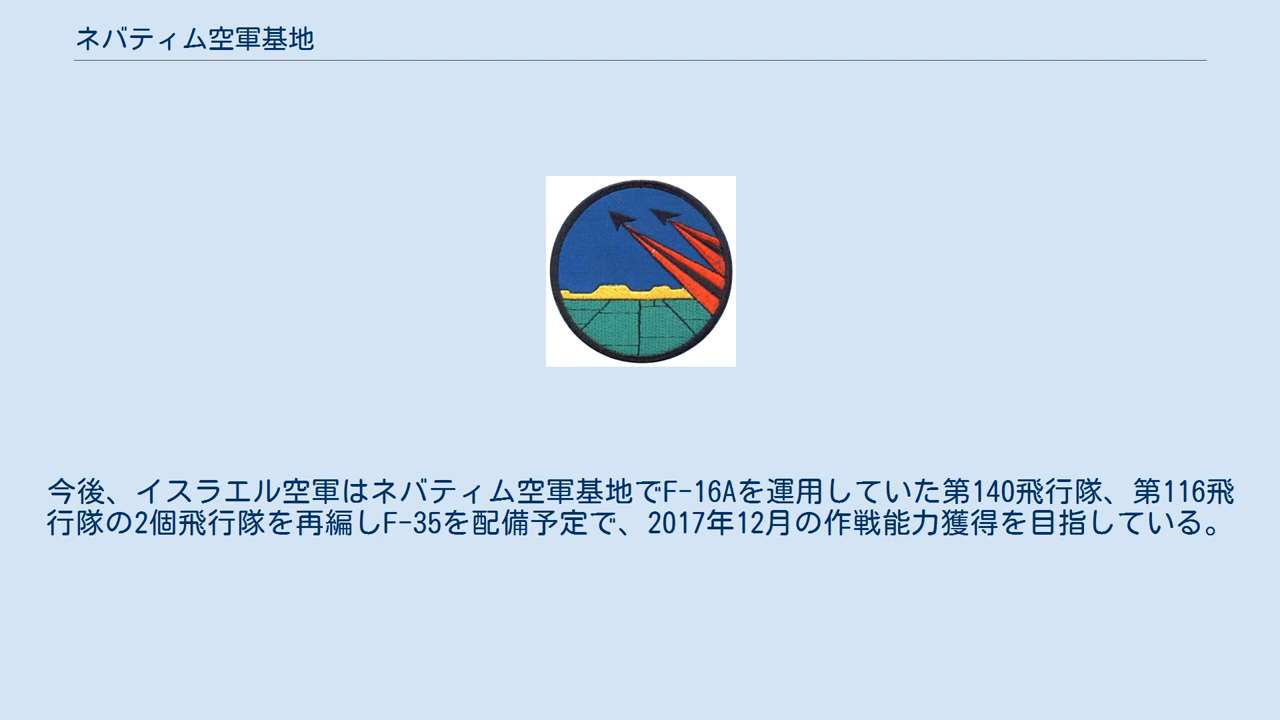 ネバティム空軍基地
今後、イスラエル空軍はネバティム空軍基地でF-16Aを運用していた第140飛行隊、第116飛
行隊の2個飛行隊を再編しF-35を配備予定で、2017年12月の作戦能力獲得を目指している。